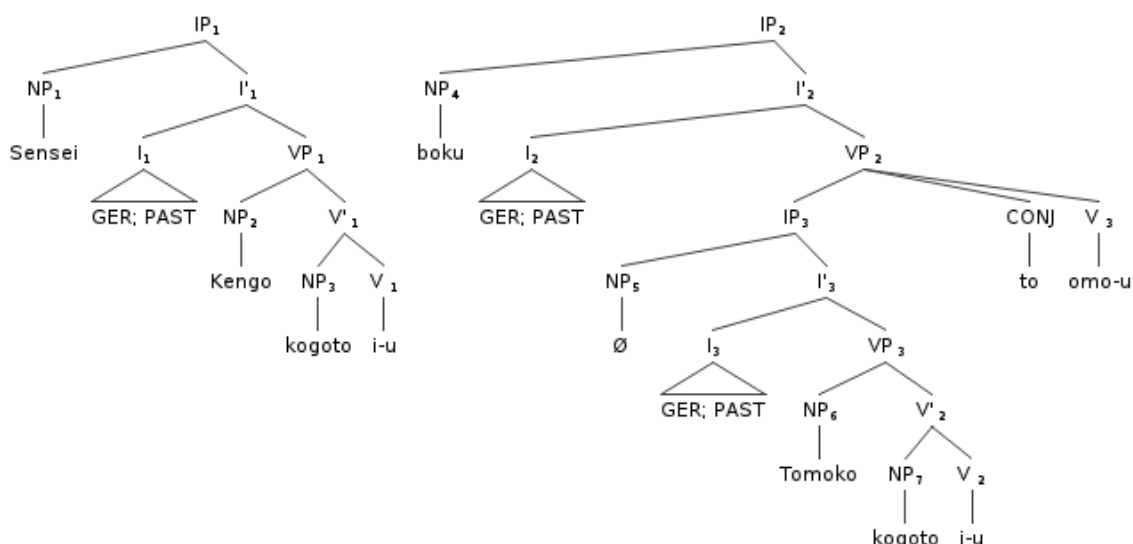 IP₁ IP₂
NP₁ I'₁ NP₄ I'₂
Sensei I₁ VP₁ boku I₂ VP₂
GER; PAST NP₂ V'₁ GER; PAST IP₃ CONJ V₃
Kengo NP₃ V₁ NP₅ I'₃ to omo-u
kogoto i-u Ø I₃ VP₃
GER; PAST NP₆ V'₂
Tomoko NP₇ V₂
kogoto i-u